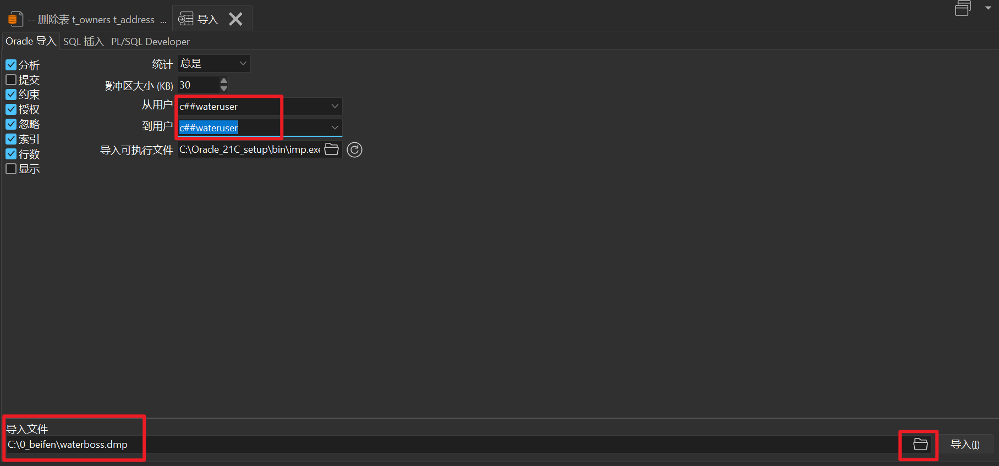 -- 删除表 t_owners t_address ... 导入
Oracle 导入 SQL 插入 PL/SQL Developer
分析
提交
约束
授权
忽略
索引
行数
显示
统计 总是
缓冲区大小 (KB) 30
从用户 c##wateruser
到用户 c##wateruser
导入可执行文件 C:\Oracle_21C_setup\bin\imp.exe
导入文件
C:\0_beifen\waterboss.dmp
导入(I)